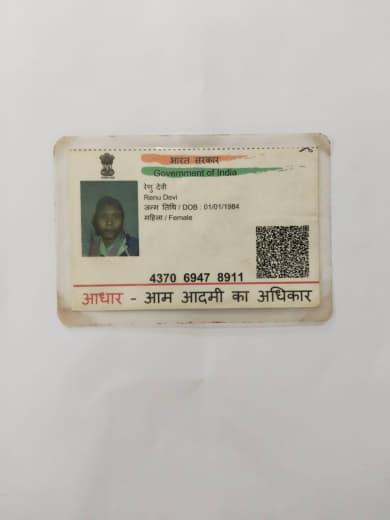 भारत सरकार
Government of India
रेणु देवी
Renu Devi
जन्म तिथि / DOB : 01/01/1984
महिला / Female
4370 6947 8911
आधार - आम आदमी का अधिकार